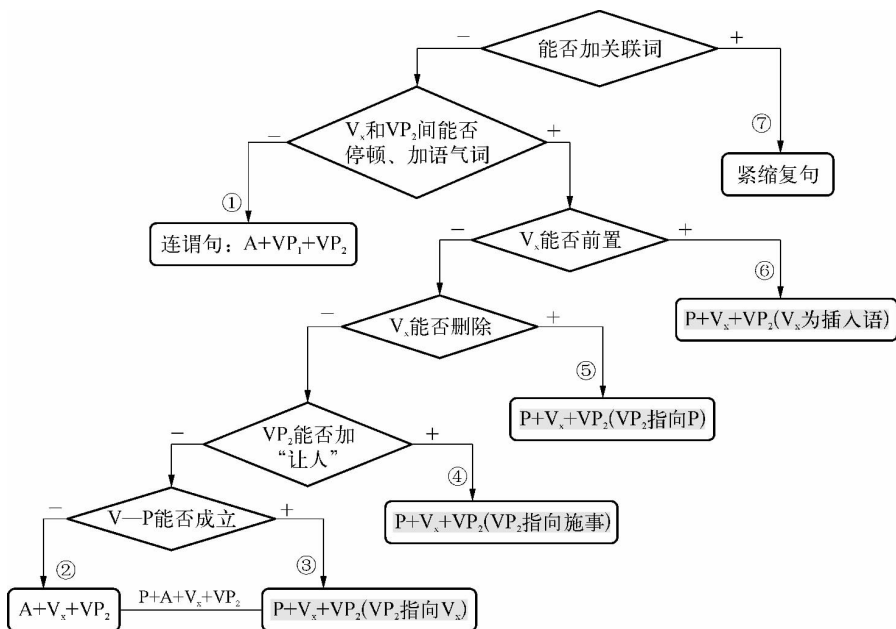 能否加关联词
−
+
Vₓ和VP₂间能否
停顿、加语气词
−
+
⑦
紧缩复句
①
连谓句：A+VP₁+VP₂
Vₓ能否前置
−
+
⑥
P+Vₓ+VP₂(Vₓ为插入语)
Vₓ能否删除
−
+
⑤
P+Vₓ+VP₂(VP₂指向P)
VP₂能否加
“让人”
−
+
④
P+Vₓ+VP₂(VP₂指向施事)
V—P能否成立
−
+
②
③
A+Vₓ+VP₂
P+A+Vₓ+VP₂
P+Vₓ+VP₂(VP₂指向Vₓ)